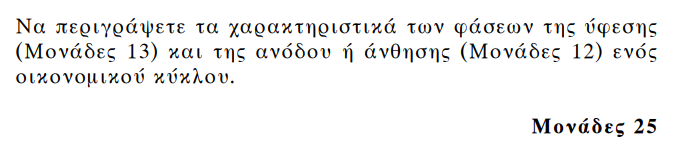 Να περιγράψετε τα χαρακτηριστικά των φάσεων της ύφεσης
(Μονάδες 13) και της ανόδου ή άνθησης (Μονάδες 12) ενός
οικονομικού κύκλου.
Μονάδες 25